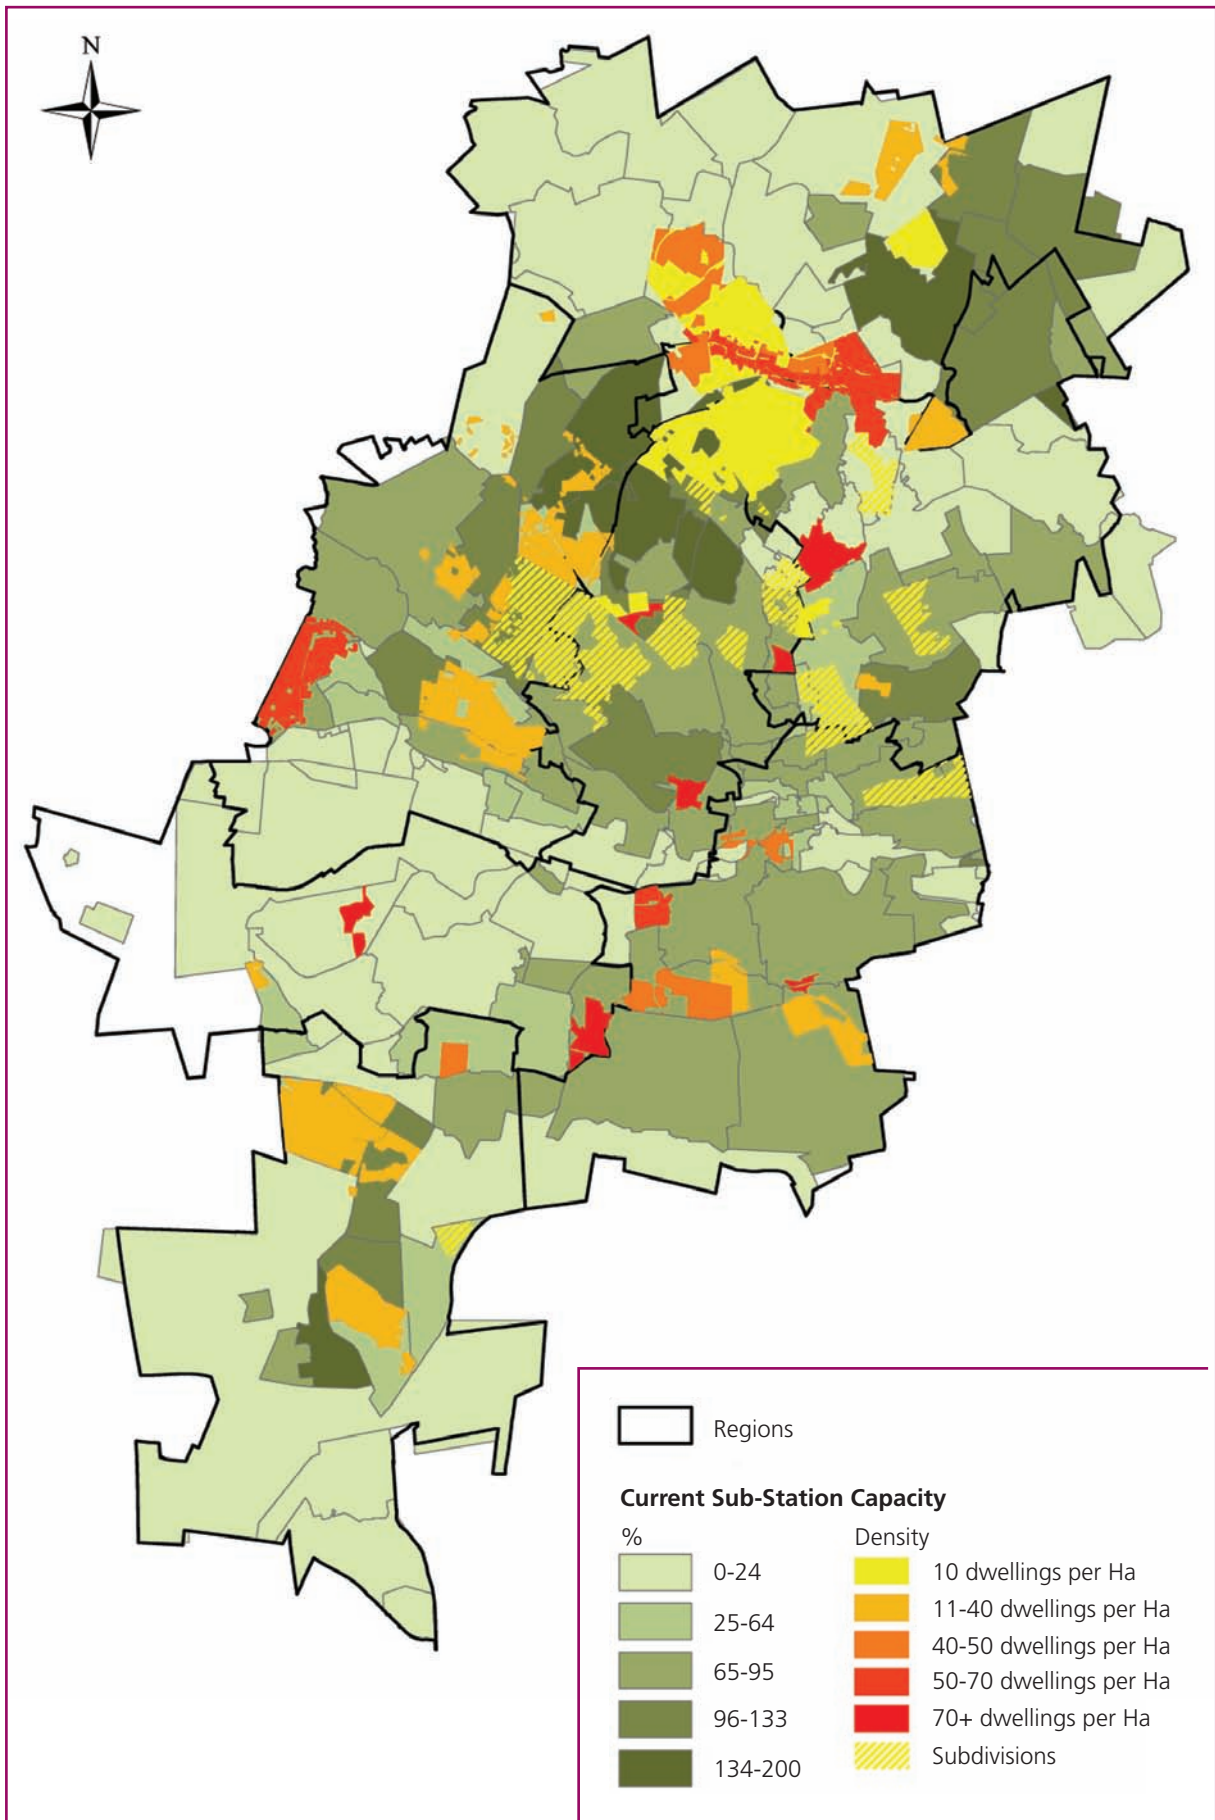 N
Regions
Current Sub-Station Capacity
%
Density
0-24
10 dwellings per Ha
25-64
11-40 dwellings per Ha
65-95
40-50 dwellings per Ha
96-133
50-70 dwellings per Ha
134-200
70+ dwellings per Ha
Subdivisions